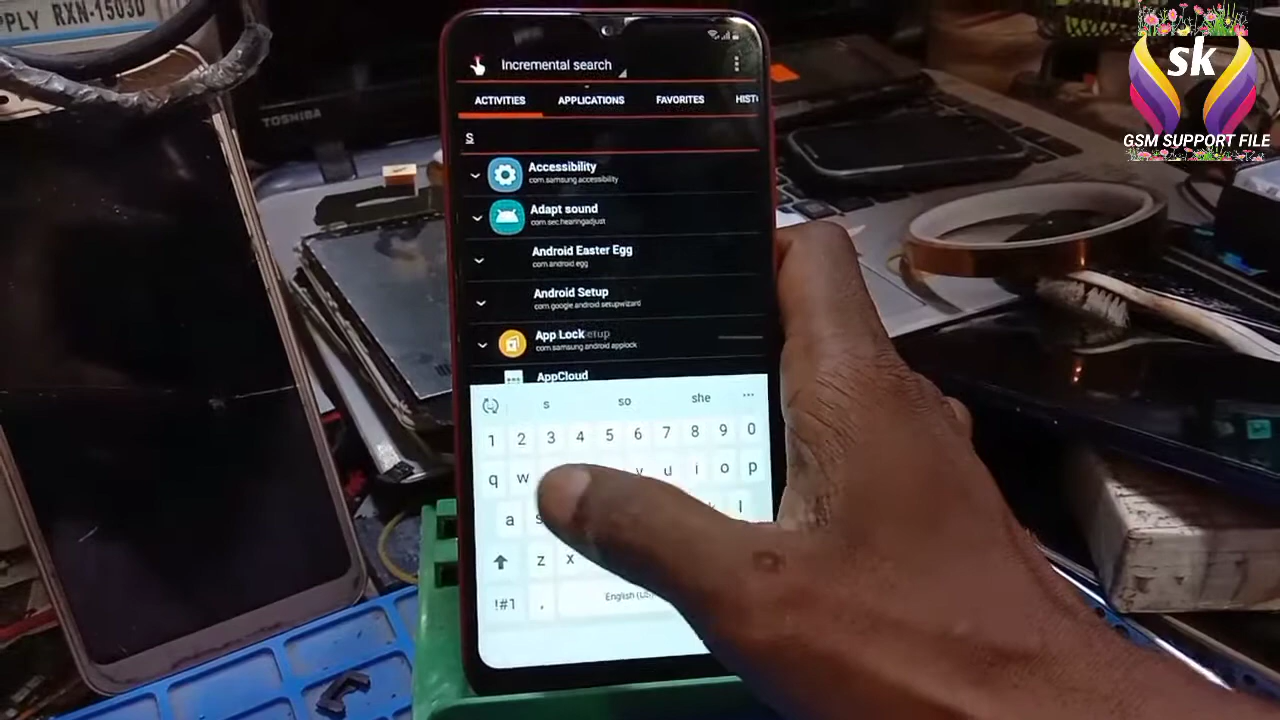 PPLY RXN-1503D
TOSHIBA
sk
GSM SUPPORT FILE
Incremental search
ACTIVITIES APPLICATIONS FAVORITES HIST
S
Accessibility
com.samsung.accessibility
Adapt sound
com.sec.hearingadjust
Android Easter Egg
com.android.egg
Android Setup
com.google.android.setupwizard
App Lock
com.samsung.android.applock
AppCloud
s so she
1 2 3 4 5 6 7 8 9 0
q w y u i o p
a s l
z x
!#1 , English (US)